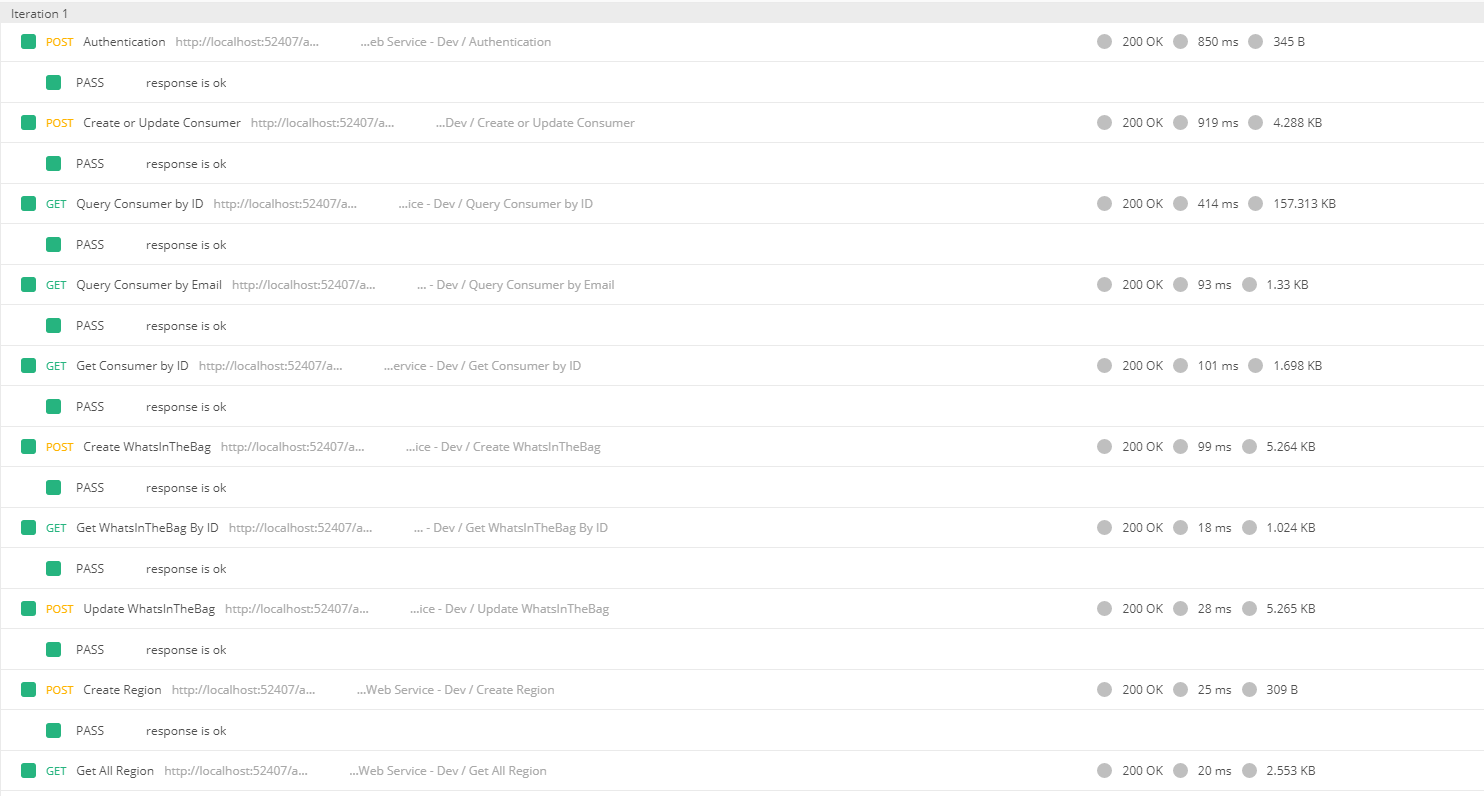 Iteration 1
POST Authentication http://localhost:52407/a... ...eb Service - Dev / Authentication 200 OK 850 ms 345 B
PASS response is ok
POST Create or Update Consumer http://localhost:52407/a... ...Dev / Create or Update Consumer 200 OK 919 ms 4.288 KB
PASS response is ok
GET Query Consumer by ID http://localhost:52407/a... ...ice - Dev / Query Consumer by ID 200 OK 414 ms 157.313 KB
PASS response is ok
GET Query Consumer by Email http://localhost:52407/a... ... - Dev / Query Consumer by Email 200 OK 93 ms 1.33 KB
PASS response is ok
GET Get Consumer by ID http://localhost:52407/a... ...ervice - Dev / Get Consumer by ID 200 OK 101 ms 1.698 KB
PASS response is ok
POST Create WhatsInTheBag http://localhost:52407/a... ...ice - Dev / Create WhatsInTheBag 200 OK 99 ms 5.264 KB
PASS response is ok
GET Get WhatsInTheBag By ID http://localhost:52407/a... ... - Dev / Get WhatsInTheBag By ID 200 OK 18 ms 1.024 KB
PASS response is ok
POST Update WhatsInTheBag http://localhost:52407/a... ...ice - Dev / Update WhatsInTheBag 200 OK 28 ms 5.265 KB
PASS response is ok
POST Create Region http://localhost:52407/a... ...Web Service - Dev / Create Region 200 OK 25 ms 309 B
PASS response is ok
GET Get All Region http://localhost:52407/a... ...Web Service - Dev / Get All Region 200 OK 20 ms 2.553 KB